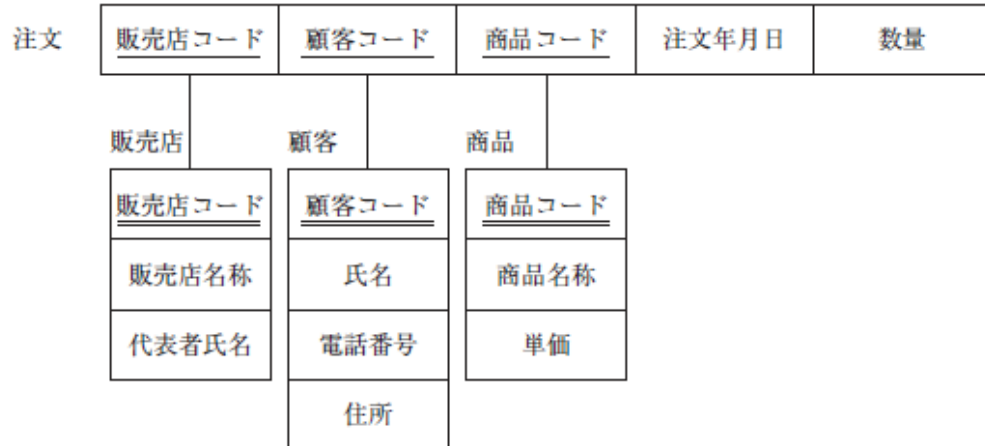 注文 販売店コード 顧客コード 商品コード 注文年月日 数量
販売店 顧客 商品
販売店コード 顧客コード 商品コード
販売店名称 氏名 商品名称
代表者氏名 電話番号 単価
住所